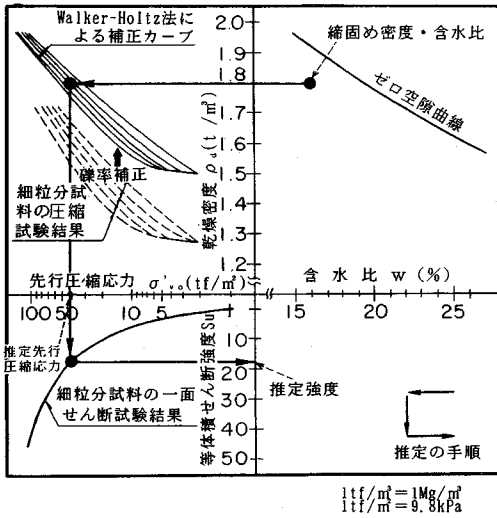 Walker-Holtz法に
よる補正カーブ
2.0
1.9
1.8
1.7
1.6
1.5
1.4
1.3
1.2
乾燥密度 ρd(t/m³)
締固め密度・含水比
ゼロ空隙曲線
礫率補正
細粒分試
料の圧縮
試験結果
先行圧縮応力 σ'vo(tf/m²)
含水比 w (%)
100 50 10 5 1
15 20 25
推定先行
圧縮応力
細粒分試料の一面
せん断試験結果
等体積せん断強度Su
10
20
30
40
50
推定強度
推定の手順
1tf/m³=1Mg/m³
1tf/m²=9.8kPa